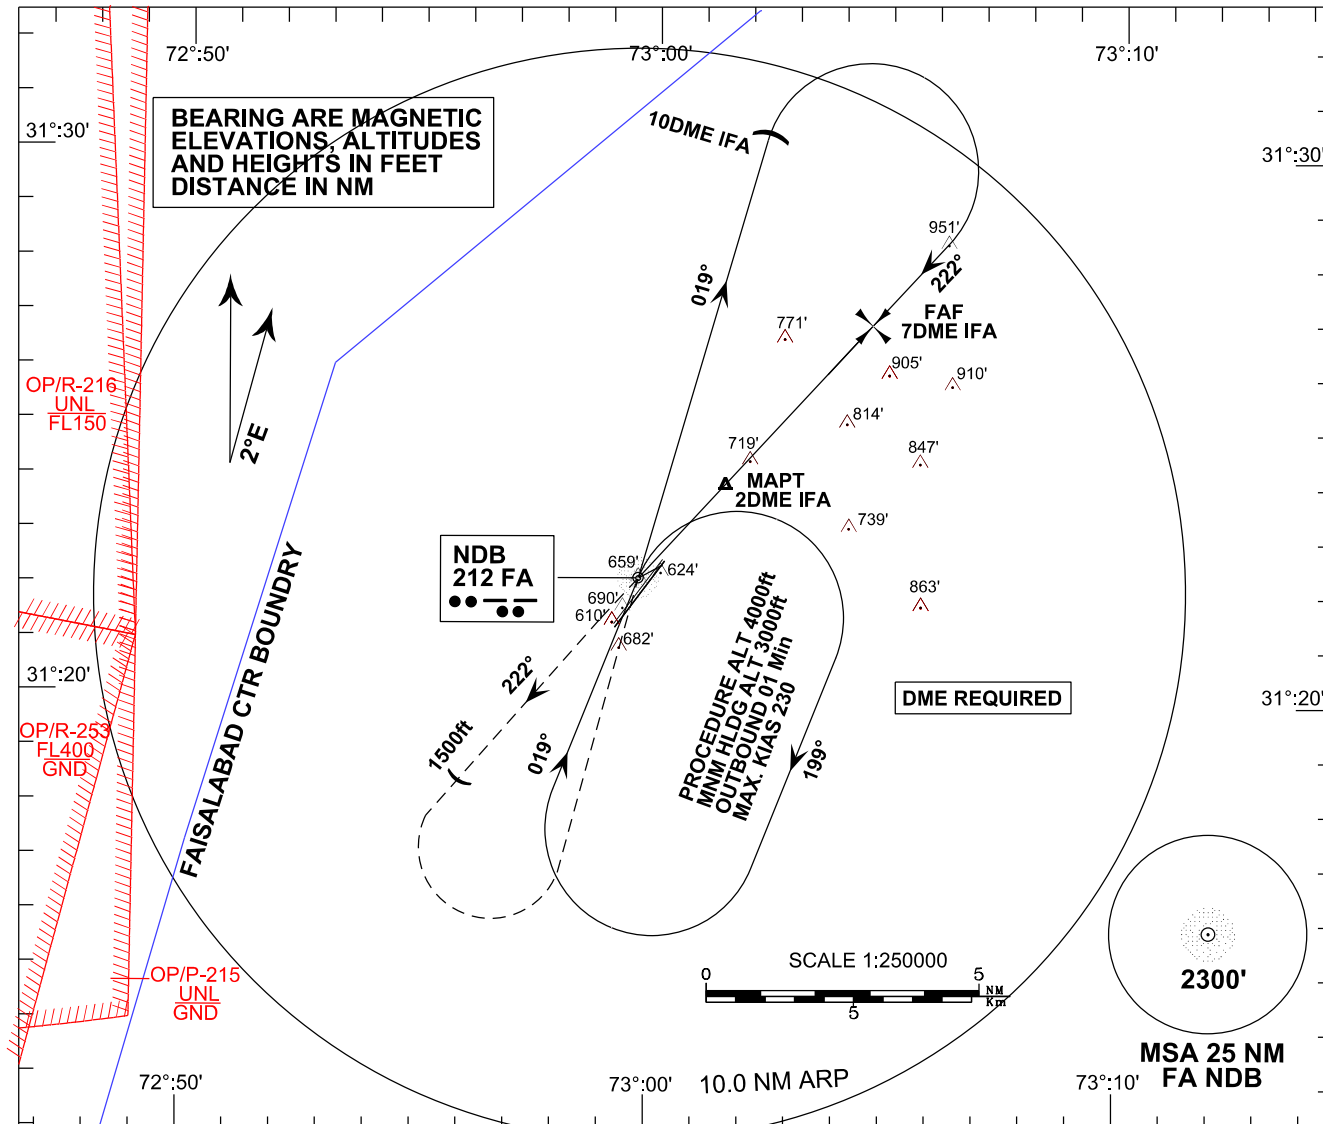 72°:50'
73°:00'
73°:10'
BEARING ARE MAGNETIC
ELEVATIONS, ALTITUDES
AND HEIGHTS IN FEET
DISTANCE IN NM
31°:30'
31°:30'
10DME IFA
951'
222°
019°
FAF
7DME IFA
771'
905'
910'
OP/R-216
UNL
FL150
2°E
814'
719'
847'
MAPT
2DME IFA
739'
NDB
212 FA
659'
624'
690'
610'
682'
863'
FAISALABAD CTR BOUNDRY
PROCEDURE ALT 4000ft
MNM HLDG ALT 3000ft
OUTBOUND 01 Min
MAX. KIAS 230
31°:20'
31°:20'
DME REQUIRED
222°
1500ft
019°
199°
OP/R-253
FL400
GND
OP/P-215
UNL
GND
SCALE 1:250000
0
5
NM
Km
5
2300'
MSA 25 NM
FA NDB
10.0 NM ARP
72°:50'
73°:00'
73°:10'